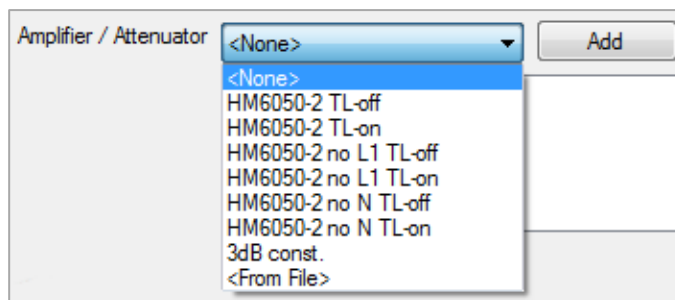 Amplifier / Attenuator <None> Add
<None>
HM6050-2 TL-off
HM6050-2 TL-on
HM6050-2 no L1 TL-off
HM6050-2 no L1 TL-on
HM6050-2 no N TL-off
HM6050-2 no N TL-on
3dB const.
<From File>